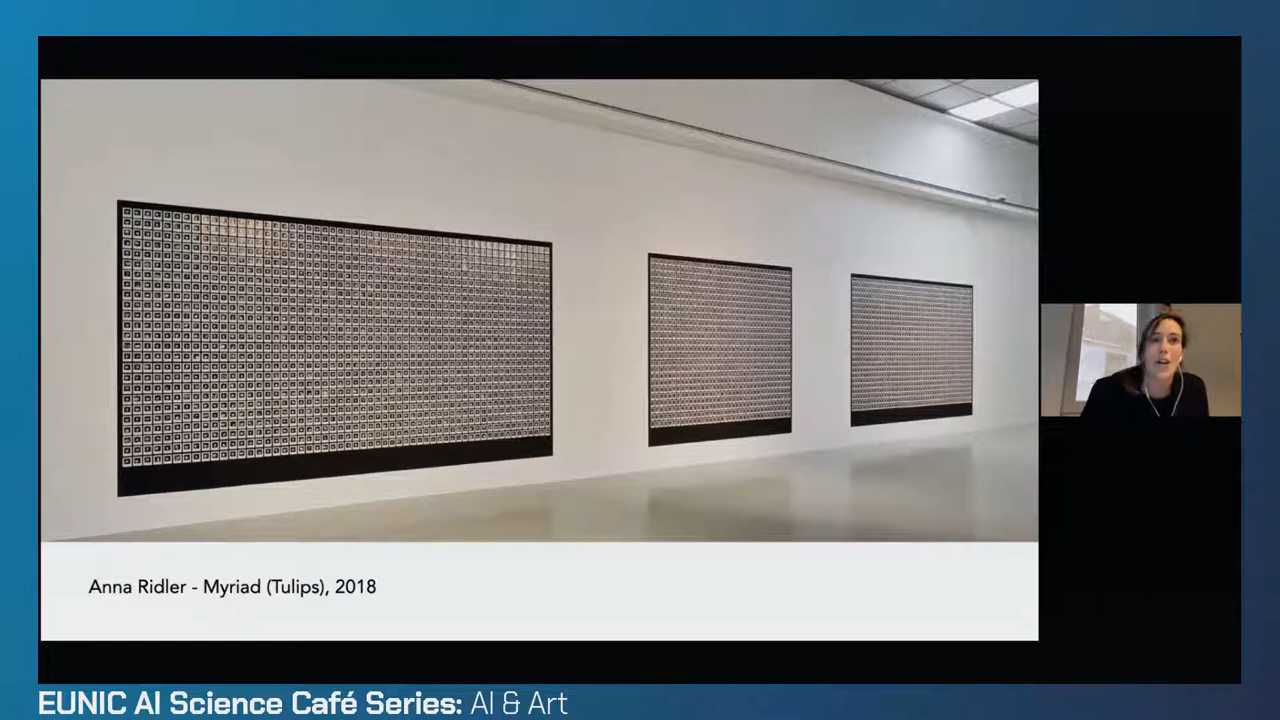 Anna Ridler - Myriad (Tulips), 2018
EUNIC AI Science Café Series: AI & Art